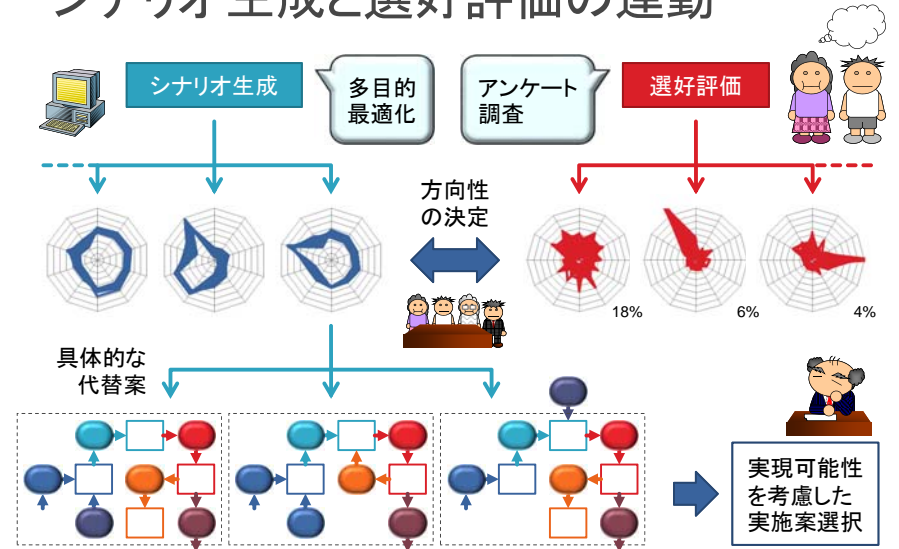 シナリオ生成と選好評価の連動
シナリオ生成
多目的
最適化
アンケート
調査
選好評価
方向性
の決定
18%
6%
4%
具体的な
代替案
実現可能性
を考慮した
実施案選択